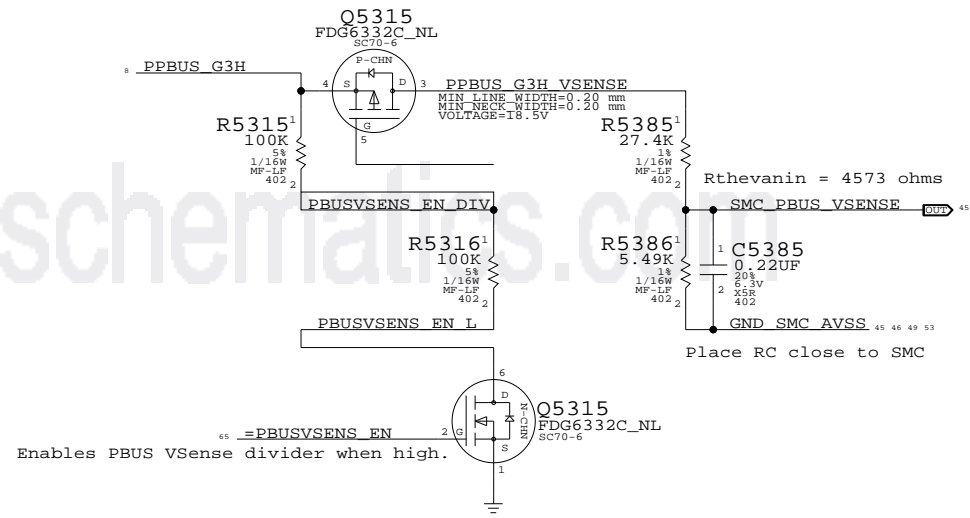 Q5315
FDG6332C_NL
SC70-6
P-CHN
8 PPBUS_G3H
4 S D 3
G
5
PPBUS_G3H_VSENSE
MIN_LINE_WIDTH=0.20 mm
MIN_NECK_WIDTH=0.20 mm
VOLTAGE=18.5V
R5315 1
100K
5%
1/16W
MF-LF
402 2
R5385 1
27.4K
1%
1/16W
MF-LF
402 2
Rthevanin = 4573 ohms
schematics.com
PBUSVSENS_EN_DIV
SMC_PBUS_VSENSE OUT 45
R5316 1
100K
5%
1/16W
MF-LF
402 2
R5386 1
5.49K
1%
1/16W
MF-LF
402 2
1 C5385
0.22UF
20%
6.3V
2 X5R
402
PBUSVSENS_EN_L
GND_SMC_AVSS 45 46 49 53
Place RC close to SMC
6
D
N-CHN
Q5315
FDG6332C_NL
SC70-6
65 =PBUSVSENS_EN 2 G
S
1
Enables PBUS VSense divider when high.